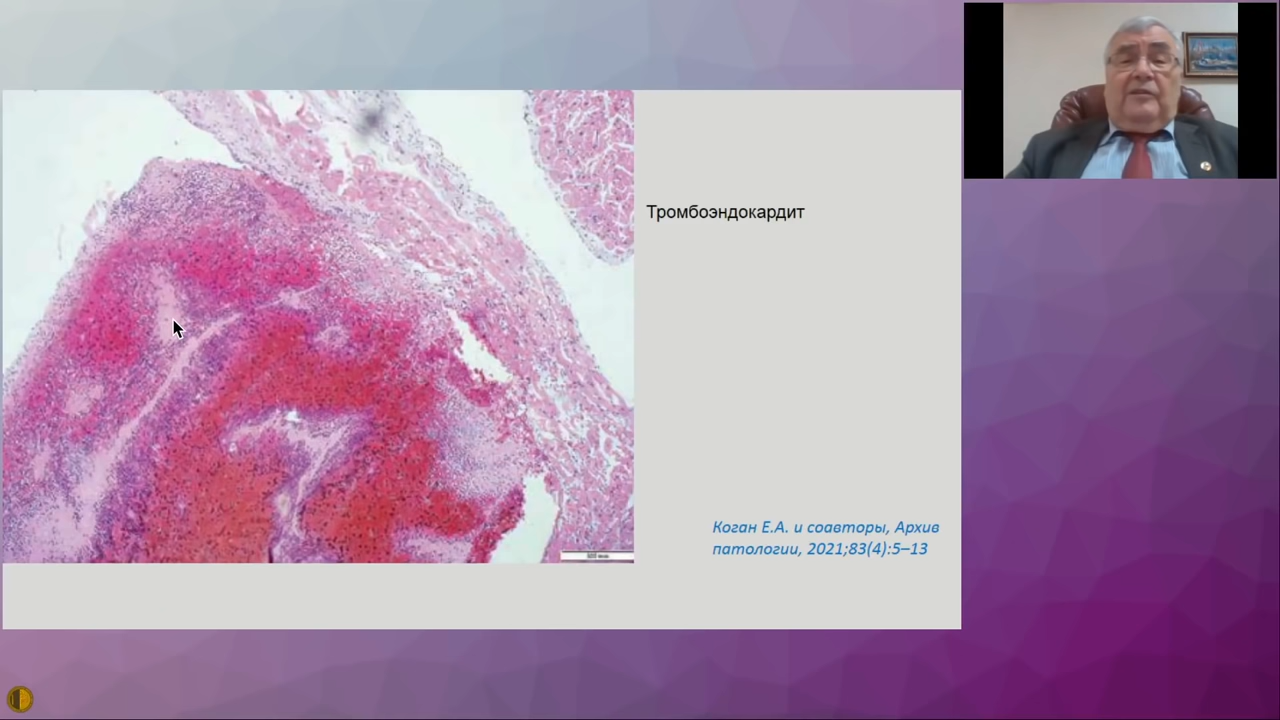 Тромбоэндокардит
Коган Е.А. и соавторы, Архив
патологии, 2021;83(4):5–13